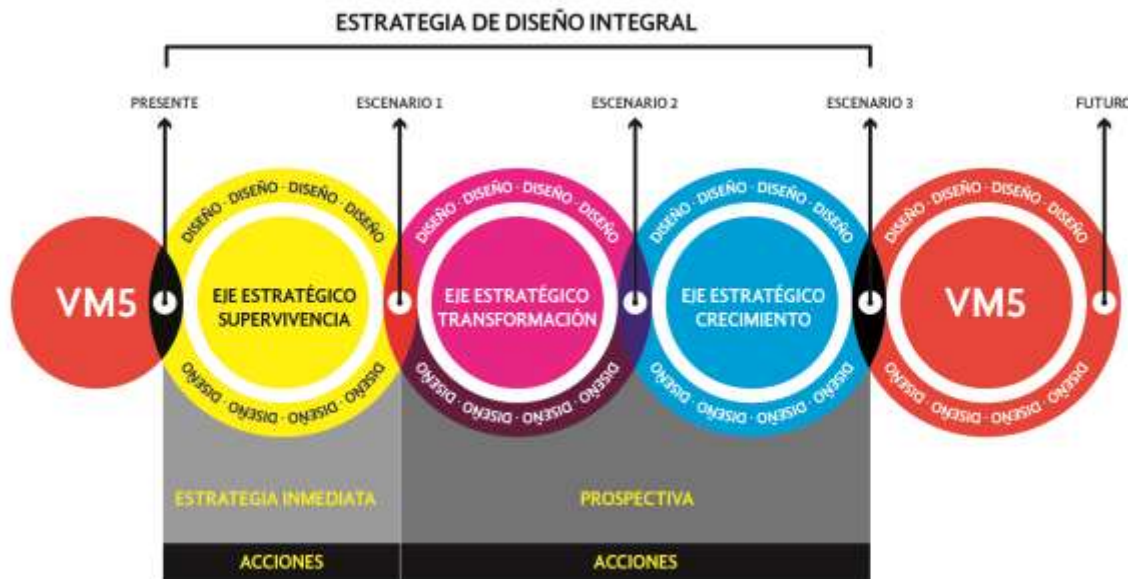 ESTRATEGIA DE DISEÑO INTEGRAL
PRESENTE
ESCENARIO 1
ESCENARIO 2
ESCENARIO 3
FUTURO
VM5
DISEÑO · DISEÑO · DISEÑO · DISEÑO
EJE ESTRATÉGICO
SUPERVIVENCIA
DISEÑO · DISEÑO · DISEÑO · DISEÑO
DISEÑO · DISEÑO · DISEÑO · DISEÑO
EJE ESTRATÉGICO
TRANSFORMACIÓN
DISEÑO · DISEÑO · DISEÑO · DISEÑO
DISEÑO · DISEÑO · DISEÑO · DISEÑO
EJE ESTRATÉGICO
CRECIMIENTO
DISEÑO · DISEÑO · DISEÑO · DISEÑO
DISEÑO · DISEÑO · DISEÑO · DISEÑO
VM5
DISEÑO · DISEÑO · DISEÑO · DISEÑO
ESTRATEGIA INMEDIATA
PROSPECTIVA
ACCIONES
ACCIONES